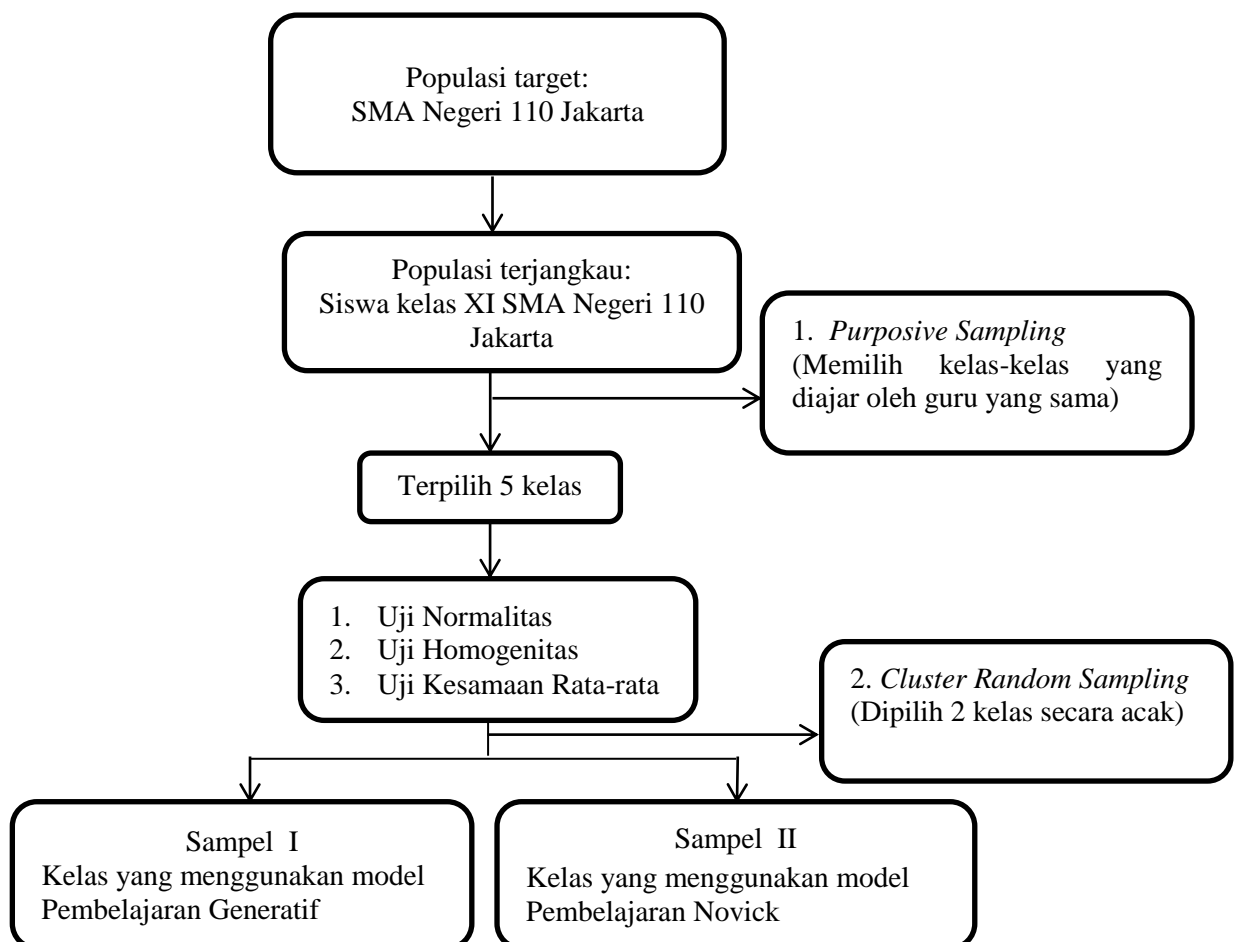 Populasi target:
SMA Negeri 110 Jakarta
Populasi terjangkau:
Siswa kelas XI SMA Negeri 110
Jakarta
1. Purposive Sampling
(Memilih kelas-kelas yang
diajar oleh guru yang sama)
Terpilih 5 kelas
1. Uji Normalitas
2. Uji Homogenitas
3. Uji Kesamaan Rata-rata
2. Cluster Random Sampling
(Dipilih 2 kelas secara acak)
Sampel I
Kelas yang menggunakan model
Pembelajaran Generatif
Sampel II
Kelas yang menggunakan model
Pembelajaran Novick